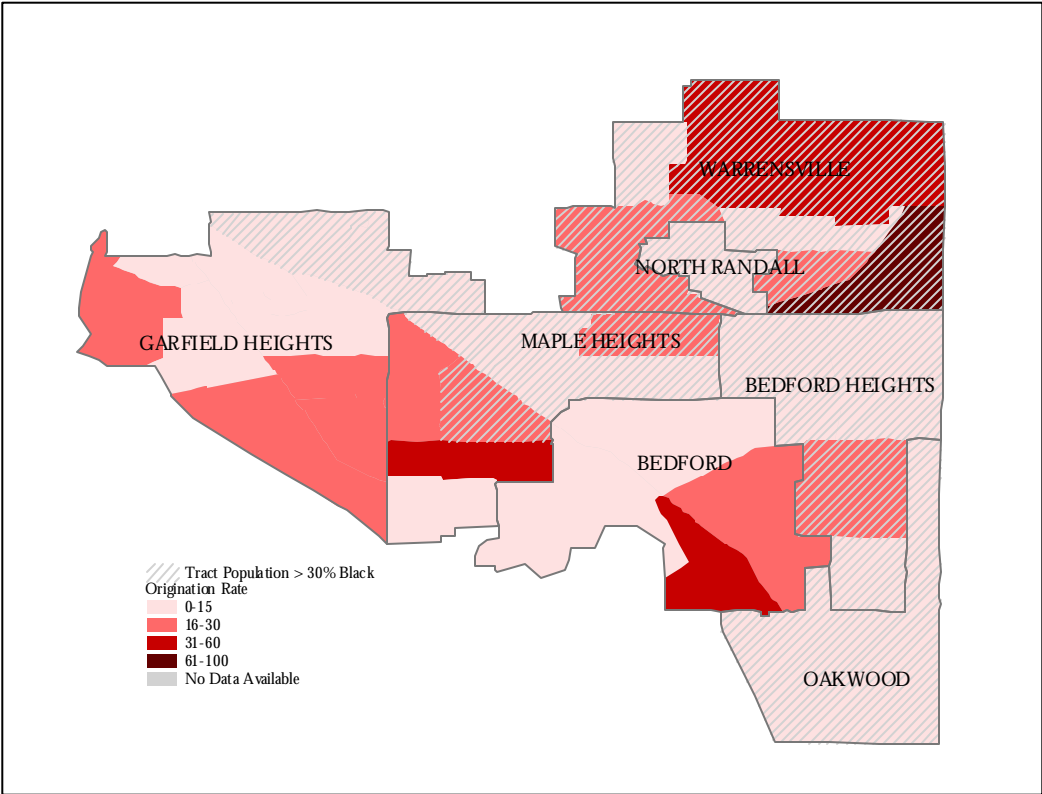 WARRENSVILLE
NORTH RANDALL
GARFIELD HEIGHTS
MAPLE HEIGHTS
BEDFORD HEIGHTS
BEDFORD
Tract Population > 30% Black
Origination Rate
0-15
16-30
31-60
61-100
No Data Available
OAKWOOD